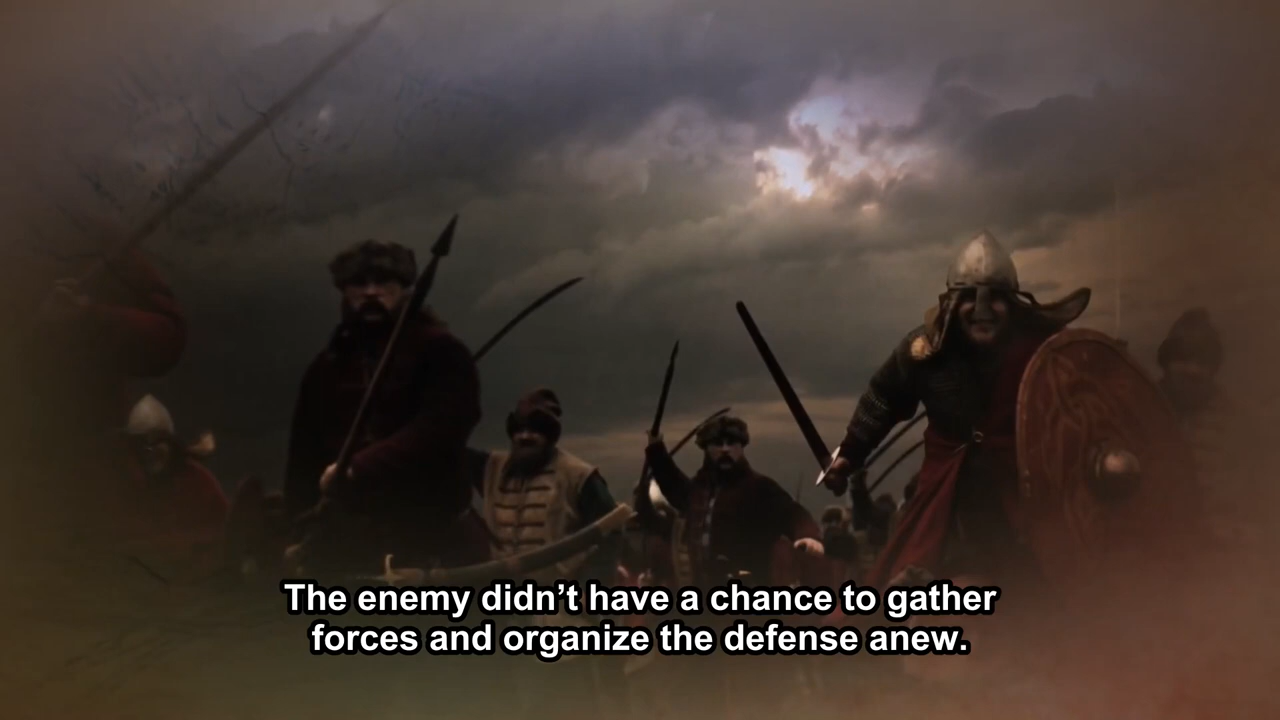 The enemy didn’t have a chance to gather
forces and organize the defense anew.